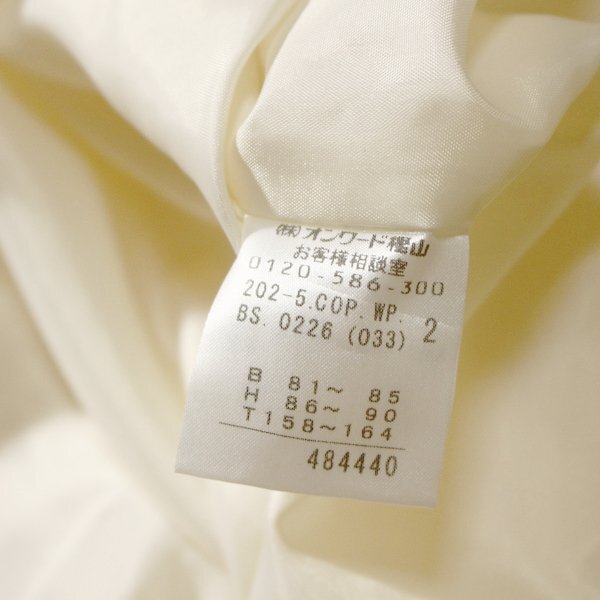 (株)オンワード樫山
お客様相談室
0120-586-300
202-5.COP.WP. 2
BS.0226 (033)
B 81～ 85
H 86～ 90
T158～164
484440